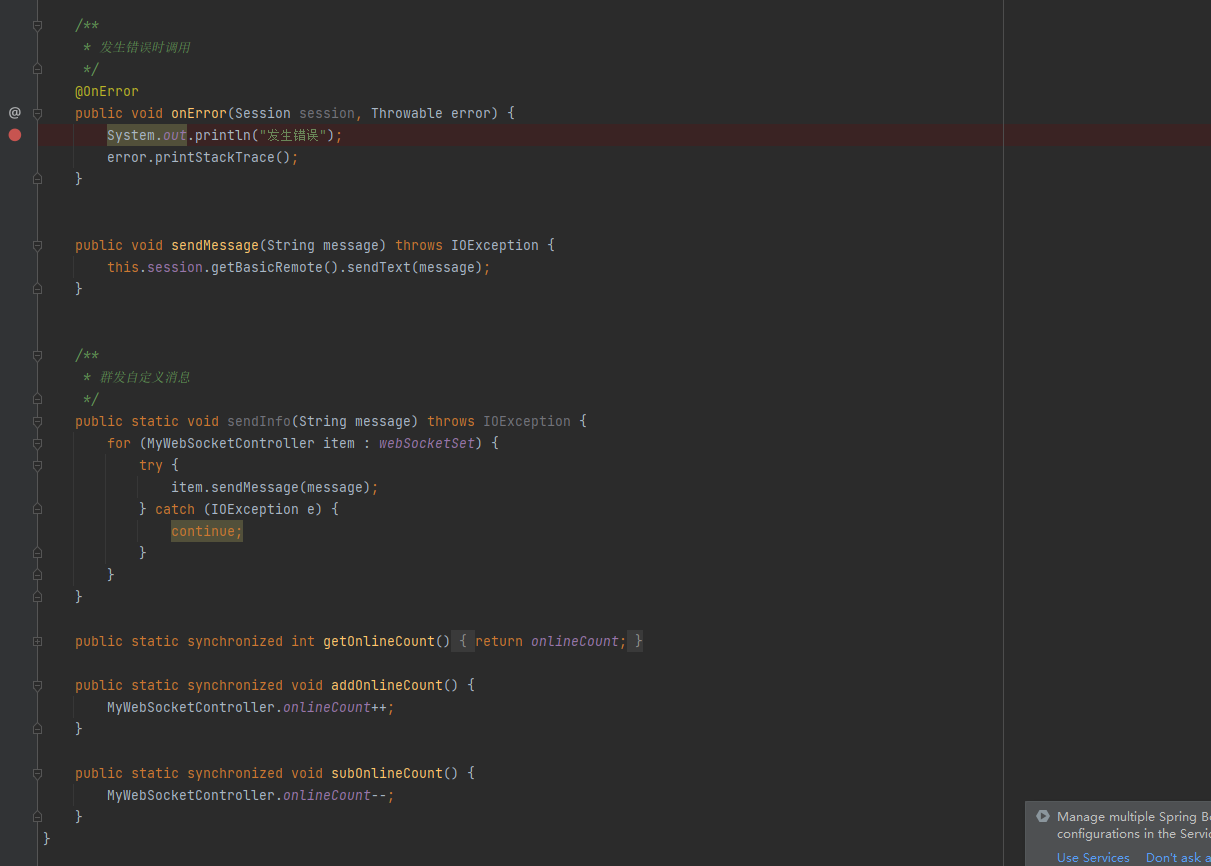 /**
* 发生错误时调用
*/
@OnError
@
public void onError(Session session, Throwable error) {
System.out.println("发生错误");
error.printStackTrace();
}
public void sendMessage(String message) throws IOException {
this.session.getBasicRemote().sendText(message);
}
/**
* 群发自定义消息
*/
public static void sendInfo(String message) throws IOException {
for (MyWebSocketController item : webSocketSet) {
try {
item.sendMessage(message);
} catch (IOException e) {
continue;
}
}
}
public static synchronized int getOnlineCount() { return onlineCount; }
public static synchronized void addOnlineCount() {
MyWebSocketController.onlineCount++;
}
public static synchronized void subOnlineCount() {
MyWebSocketController.onlineCount--;
}
}
Manage multiple Spring Bo
configurations in the Servic
Use Services Don't ask a